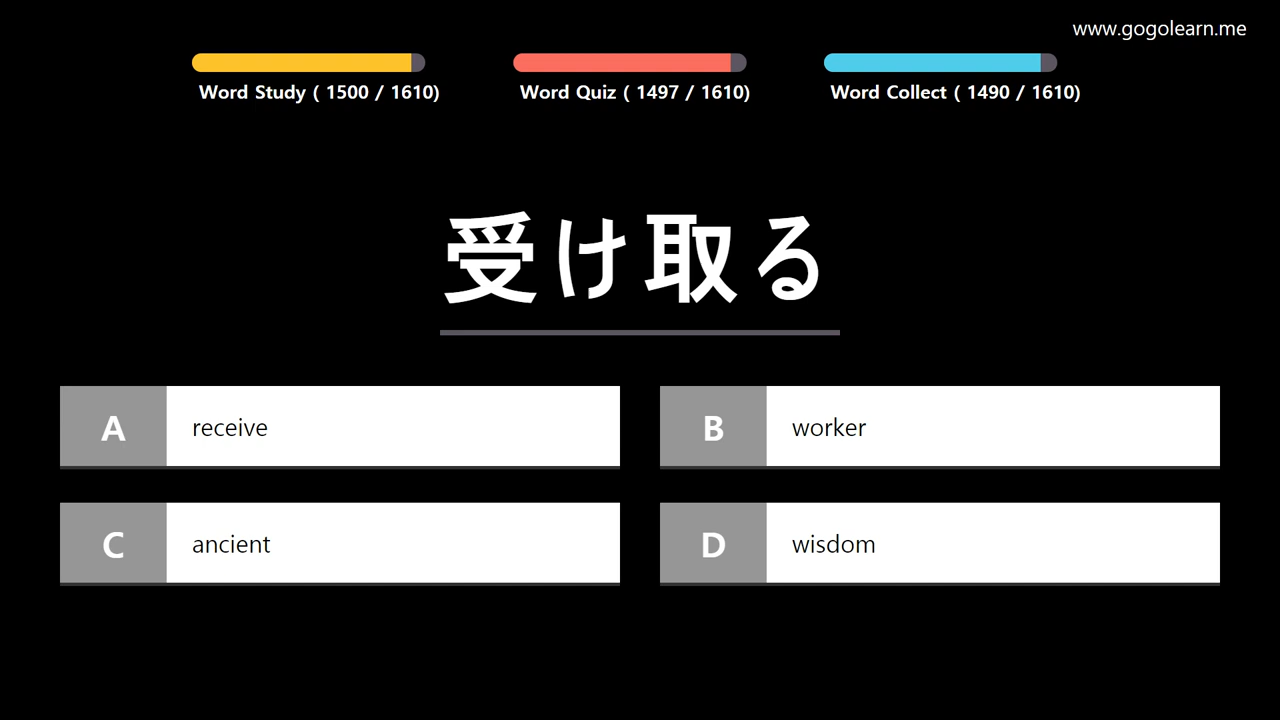 www.gogolearn.me
Word Study ( 1500 / 1610)
Word Quiz ( 1497 / 1610)
Word Collect ( 1490 / 1610)
受け取る
A receive
B worker
C ancient
D wisdom